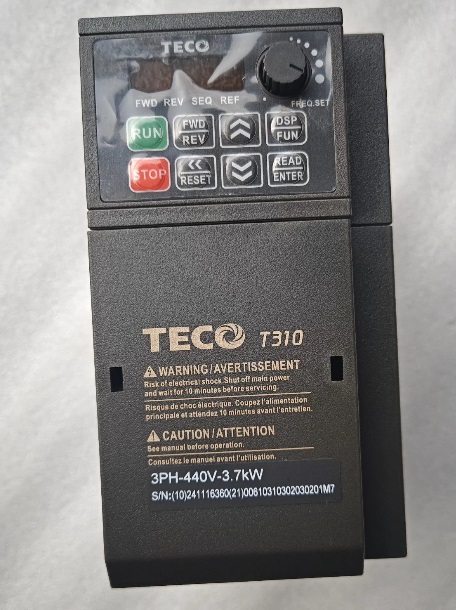 TECO
FWD REV SEQ REF
FREQ.SET
RUN
FWD
REV
DSP
FUN
STOP
<<
RESET
READ
ENTER
TECO T310
WARNING/AVERTISSEMENT
Risk of electrical shock.Shut off main power
and wait for 10 minutes before servicing.
Risque de choc électrique. Coupez l'alimentation
principale et attendez 10 minutes avant l'entretien.
CAUTION/ATTENTION
See manual before operation.
Consultez le manuel avant l'utilisation.
3PH-440V-3.7kW
S/N:(10)241116360(21)00610310302030201M7